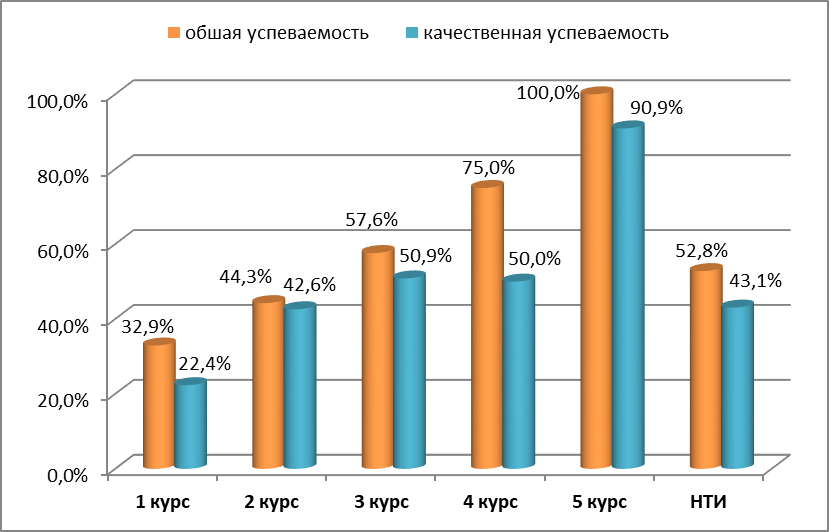 обшая успеваемость
качественная успеваемость
100,0%
80,0%
60,0%
40,0%
20,0%
0,0%
32,9%
22,4%
44,3%
42,6%
57,6%
50,9%
75,0%
50,0%
100,0%
90,9%
52,8%
43,1%
1 курс
2 курс
3 курс
4 курс
5 курс
НТИ